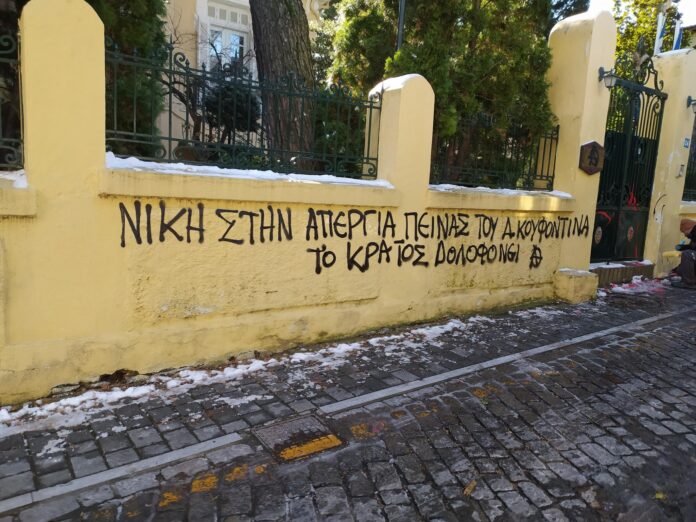 ΝΙΚΗ ΣΤΗΝ ΑΠΕΡΓΙΑ ΠΕΙΝΑΣ ΤΟΥ Δ.ΚΟΥΦΟΝΤΙΝΑ
ΤΟ ΚΡΑΤΟΣ ΔΟΛΟΦΟΝΕΙ